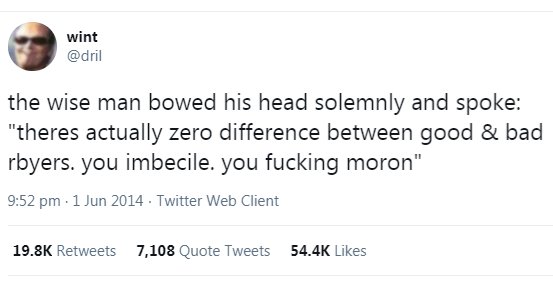 wint
@dril
the wise man bowed his head solemnly and spoke:
"theres actually zero difference between good & bad
rbyers. you imbecile. you fucking moron"
9:52 pm · 1 Jun 2014 · Twitter Web Client
19.8K Retweets 7,108 Quote Tweets 54.4K Likes